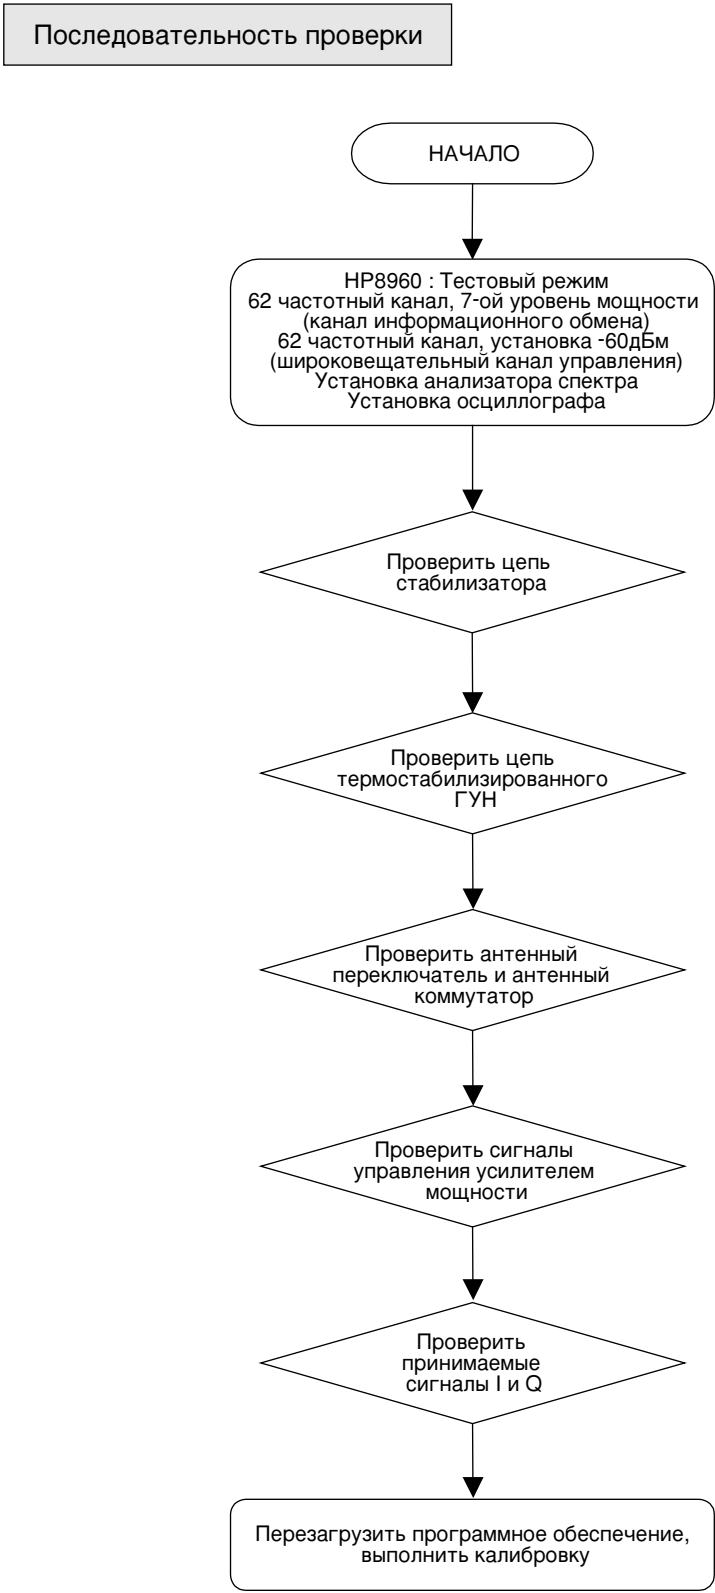 Последовательность проверки
НАЧАЛО
HP8960 : Тестовый режим
62 частотный канал, 7-ой уровень мощности
(канал информационного обмена)
62 частотный канал, установка -60дБм
(широковещательный канал управления)
Установка анализатора спектра
Установка осциллографа
Проверить цепь
стабилизатора
Проверить цепь
термостабилизированного
ГУН
Проверить антенный
переключатель и антенный
коммутатор
Проверить сигналы
управления усилителем
мощности
Проверить
принимаемые
сигналы I и Q
Перезагрузить программное обеспечение,
выполнить калибровку